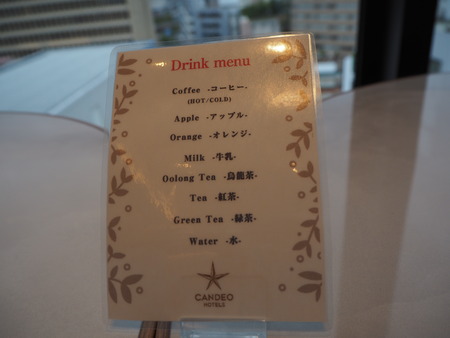 Drink menu
Coffee -コーヒー-
(HOT/COLD)
Apple -アップル-
Orange -オレンジ-
Milk -牛乳-
Oolong Tea -烏龍茶-
Tea -紅茶-
Green Tea -緑茶-
Water -水-
CANDEO
HOTELS